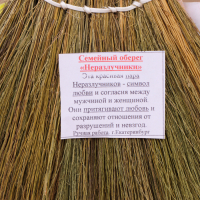 Семейный оберег
«Неразлучники»
Эта красивая пара
Неразлучников - символ
любви и согласия между
мужчиной и женщиной.
Они притягивают любовь и
сохраняют отношения от
разрушений и невзгод.
Ручная работа г.Екатеринбург